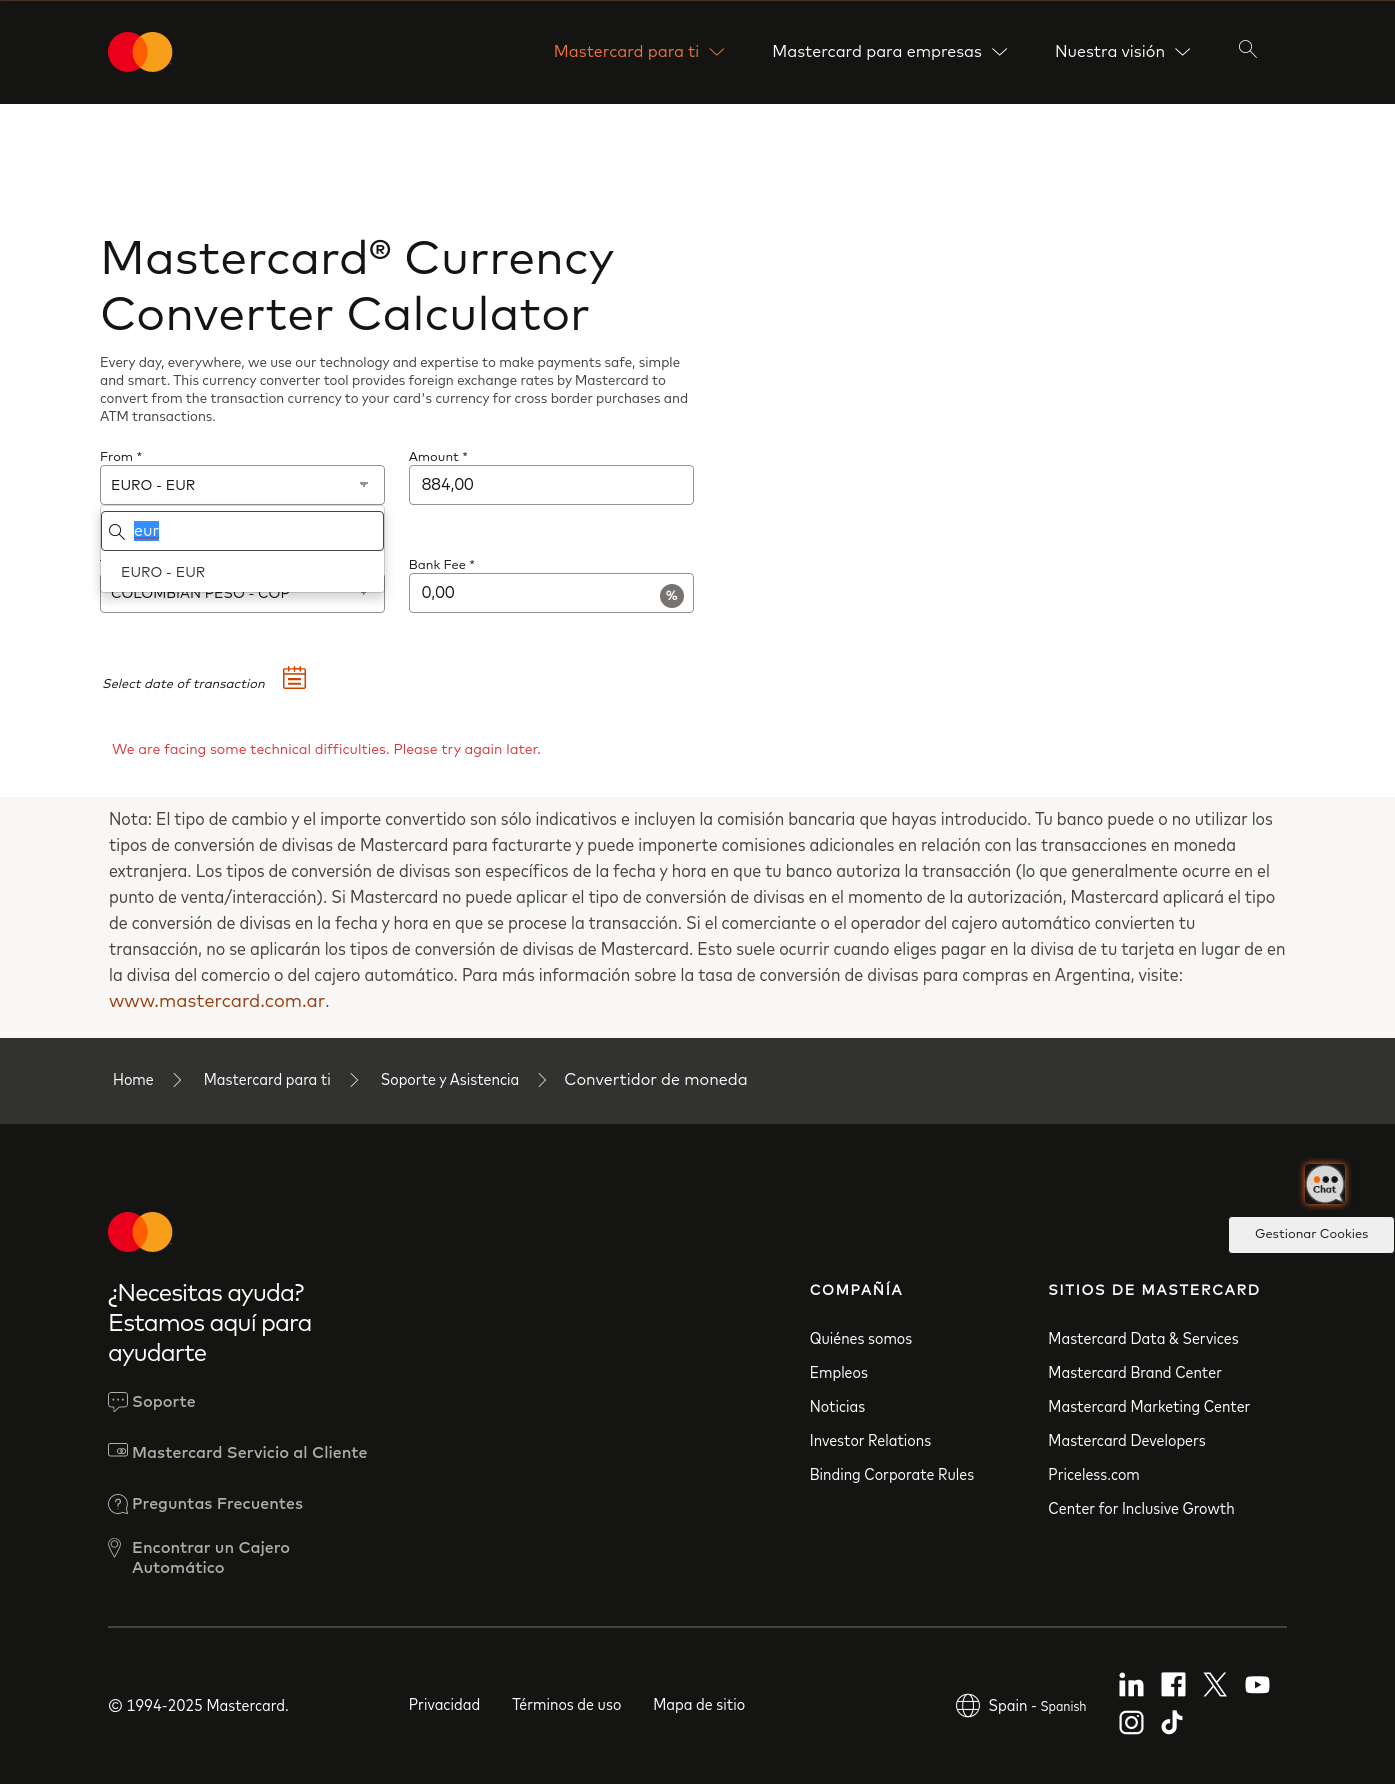 Mastercard para ti
Mastercard para empresas
Nuestra visión
Mastercard® Currency
Converter Calculator
Every day, everywhere, we use our technology and expertise to make payments safe, simple
and smart. This currency converter tool provides foreign exchange rates by Mastercard to
convert from the transaction currency to your card's currency for cross border purchases and
ATM transactions.
From *
Amount *
EURO - EUR
884,00
eur
EURO - EUR
Bank Fee *
COLOMBIAN PESO - COP
0,00
%
Select date of transaction
We are facing some technical difficulties. Please try again later.
Nota: El tipo de cambio y el importe convertido son sólo indicativos e incluyen la comisión bancaria que hayas introducido. Tu banco puede o no utilizar los
tipos de conversión de divisas de Mastercard para facturarte y puede imponerte comisiones adicionales en relación con las transacciones en moneda
extranjera. Los tipos de conversión de divisas son específicos de la fecha y hora en que tu banco autoriza la transacción (lo que generalmente ocurre en el
punto de venta/interacción). Si Mastercard no puede aplicar el tipo de conversión de divisas en el momento de la autorización, Mastercard aplicará el tipo
de conversión de divisas en la fecha y hora en que se procese la transacción. Si el comerciante o el operador del cajero automático convierten tu
transacción, no se aplicarán los tipos de conversión de divisas de Mastercard. Esto suele ocurrir cuando eliges pagar en la divisa de tu tarjeta en lugar de en
la divisa del comercio o del cajero automático. Para más información sobre la tasa de conversión de divisas para compras en Argentina, visite:
www.mastercard.com.ar.
Home
Mastercard para ti
Soporte y Asistencia
Convertidor de moneda
Chat
Gestionar Cookies
¿Necesitas ayuda?
Estamos aquí para
ayudarte
Soporte
Mastercard Servicio al Cliente
Preguntas Frecuentes
Encontrar un Cajero
Automático
COMPAÑÍA
Quiénes somos
Empleos
Noticias
Investor Relations
Binding Corporate Rules
SITIOS DE MASTERCARD
Mastercard Data & Services
Mastercard Brand Center
Mastercard Marketing Center
Mastercard Developers
Priceless.com
Center for Inclusive Growth
© 1994-2025 Mastercard.
Privacidad
Términos de uso
Mapa de sitio
Spain - Spanish